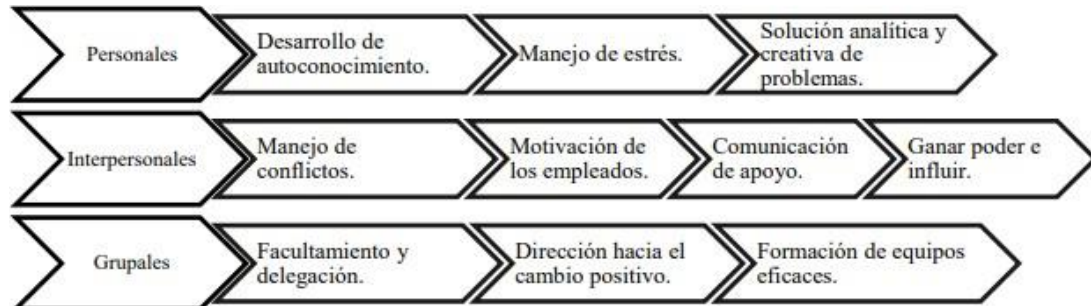 Personales
Desarrollo de
autoconocimiento.
Manejo de estrés.
Solución analítica y
creativa de
problemas.
Interpersonales
Manejo de
conflictos.
Motivación de
los empleados.
Comunicación
de apoyo.
Ganar poder e
influir.
Grupales
Facultamiento y
delegación.
Dirección hacia el
cambio positivo.
Formación de equipos
eficaces.